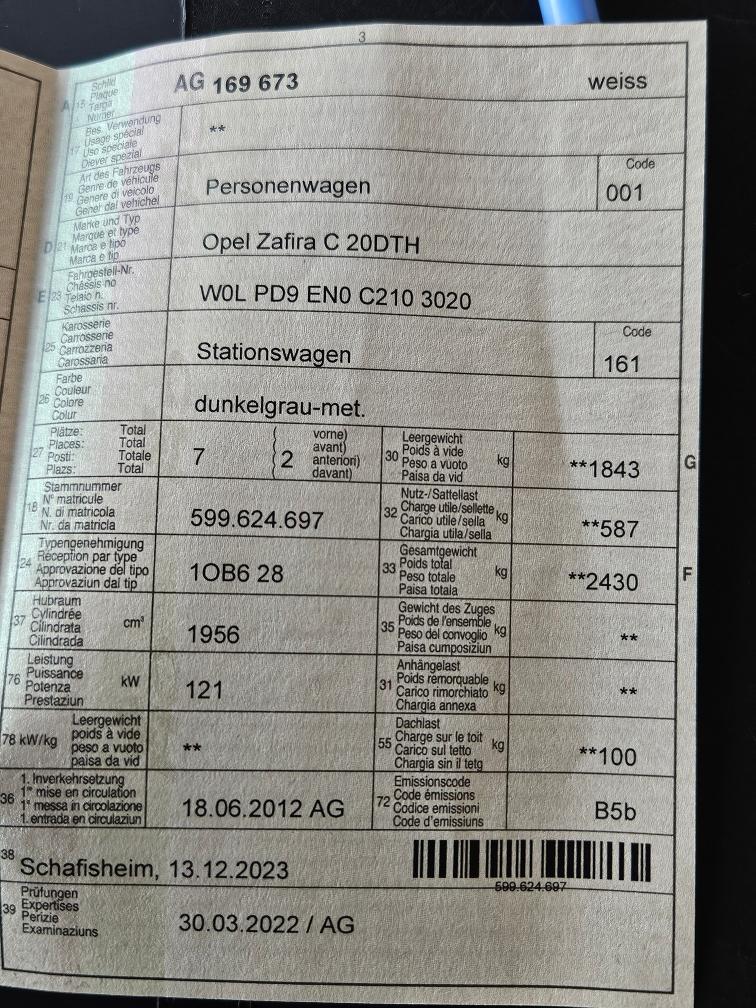 3
A 15 Schild
Plaque
Targa
Numer
AG 169 673 weiss
17 Bes. Verwendung
Usage spécial
Uso speciale
Diever spezial
**
19 Art des Fahrzeugs
Genre de véhicule
Genere di veicolo
Gener dal vehichel
Personenwagen
Code
001
D 21 Marke und Typ
Marque et type
Marca e tipo
Marca e tip
Opel Zafira C 20DTH
E 23 Fahrgestell-Nr.
Châssis no
Telaio n.
Schassis nr.
W0L PD9 EN0 C210 3020
25 Karosserie
Carrosserie
Carrozzeria
Carossaria
Stationswagen
Code
161
26 Farbe
Couleur
Colore
Colur
dunkelgrau-met.
27 Plätze: Total
Places: Total
Posti: Totale
Plazs: Total
7
2
vorne)
avant)
anteriori)
davant)
30 Leergewicht
Poids à vide
Peso a vuoto
Paisa da vid
kg
**1843
G
18 Stammnummer
N° matricule
N. di matricola
Nr. da matricla
599.624.697
32 Nutz-/Sattellast
Charge utile/sellette
Carico utile/sella
Chargia utila/sella
kg
**587
24 Typengenehmigung
Réception par type
Approvazione del tipo
Approvaziun dal tip
1OB6 28
33 Gesamtgewicht
Poids total
Peso totale
Paisa totala
kg
**2430
F
37 Hubraum
Cylindrée
Cilindrata
Cilindrada
cm³
1956
35 Gewicht des Zuges
Poids de l'ensemble
Peso del convoglio
Paisa cumposiziun
kg
**
76 Leistung
Puissance
Potenza
Prestaziun
kW
121
31 Anhängelast
Poids remorquable
Carico rimorchiato
Chargia annexa
kg
**
78 kW/kg
Leergewicht
poids à vide
peso a vuoto
paisa da vid
**
55 Dachlast
Charge sur le toit
Carico sul tetto
Chargia sin il tetg
kg
**100
36 1. Inverkehrsetzung
1re mise en circulation
1a messa in circolazione
1. entrada en circulaziun
18.06.2012 AG
72 Emissionscode
Code émissions
Codice emissioni
Code d'emissiuns
B5b
38
Schafisheim, 13.12.2023
599.624.697
39 Prüfungen
Expertises
Perizie
Examinaziuns
30.03.2022 / AG